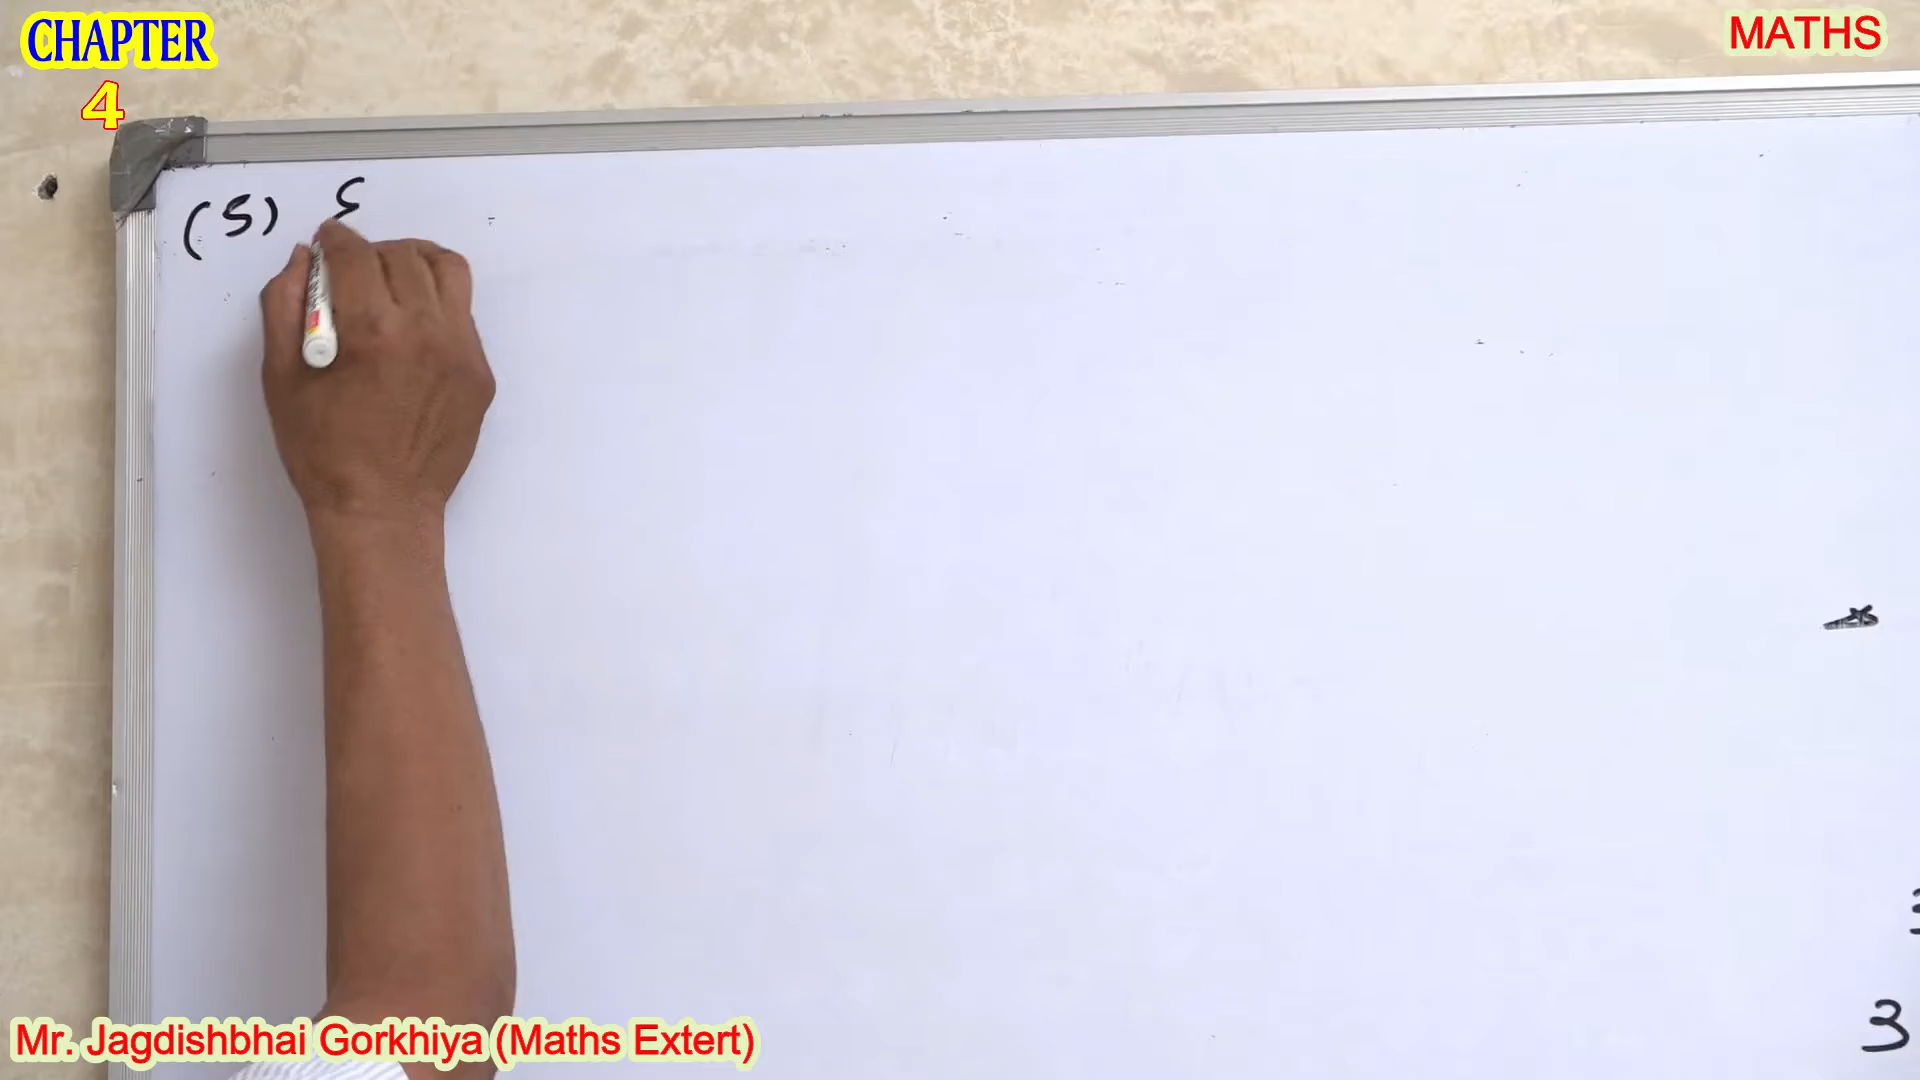 CHAPTER
4
MATHS
(5) S
3
Mr. Jagdishbhai Gorkhiya (Maths Extert)